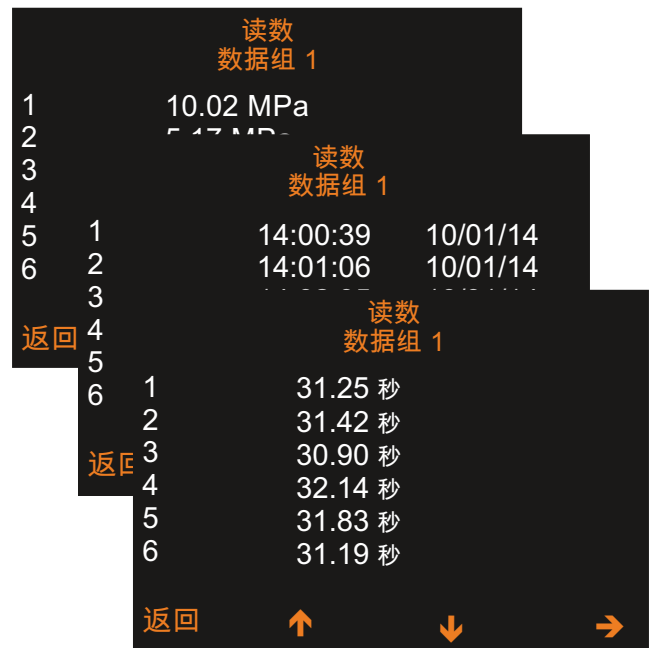 读数
数据组 1
1 10.02 MPa
2
3
4
5
6
返回
读数
数据组 1
1 14:00:39 10/01/14
2 14:01:06 10/01/14
3
4
5
6
返回
读数
数据组 1
1 31.25 秒
2 31.42 秒
3 30.90 秒
4 32.14 秒
5 31.83 秒
6 31.19 秒
返回